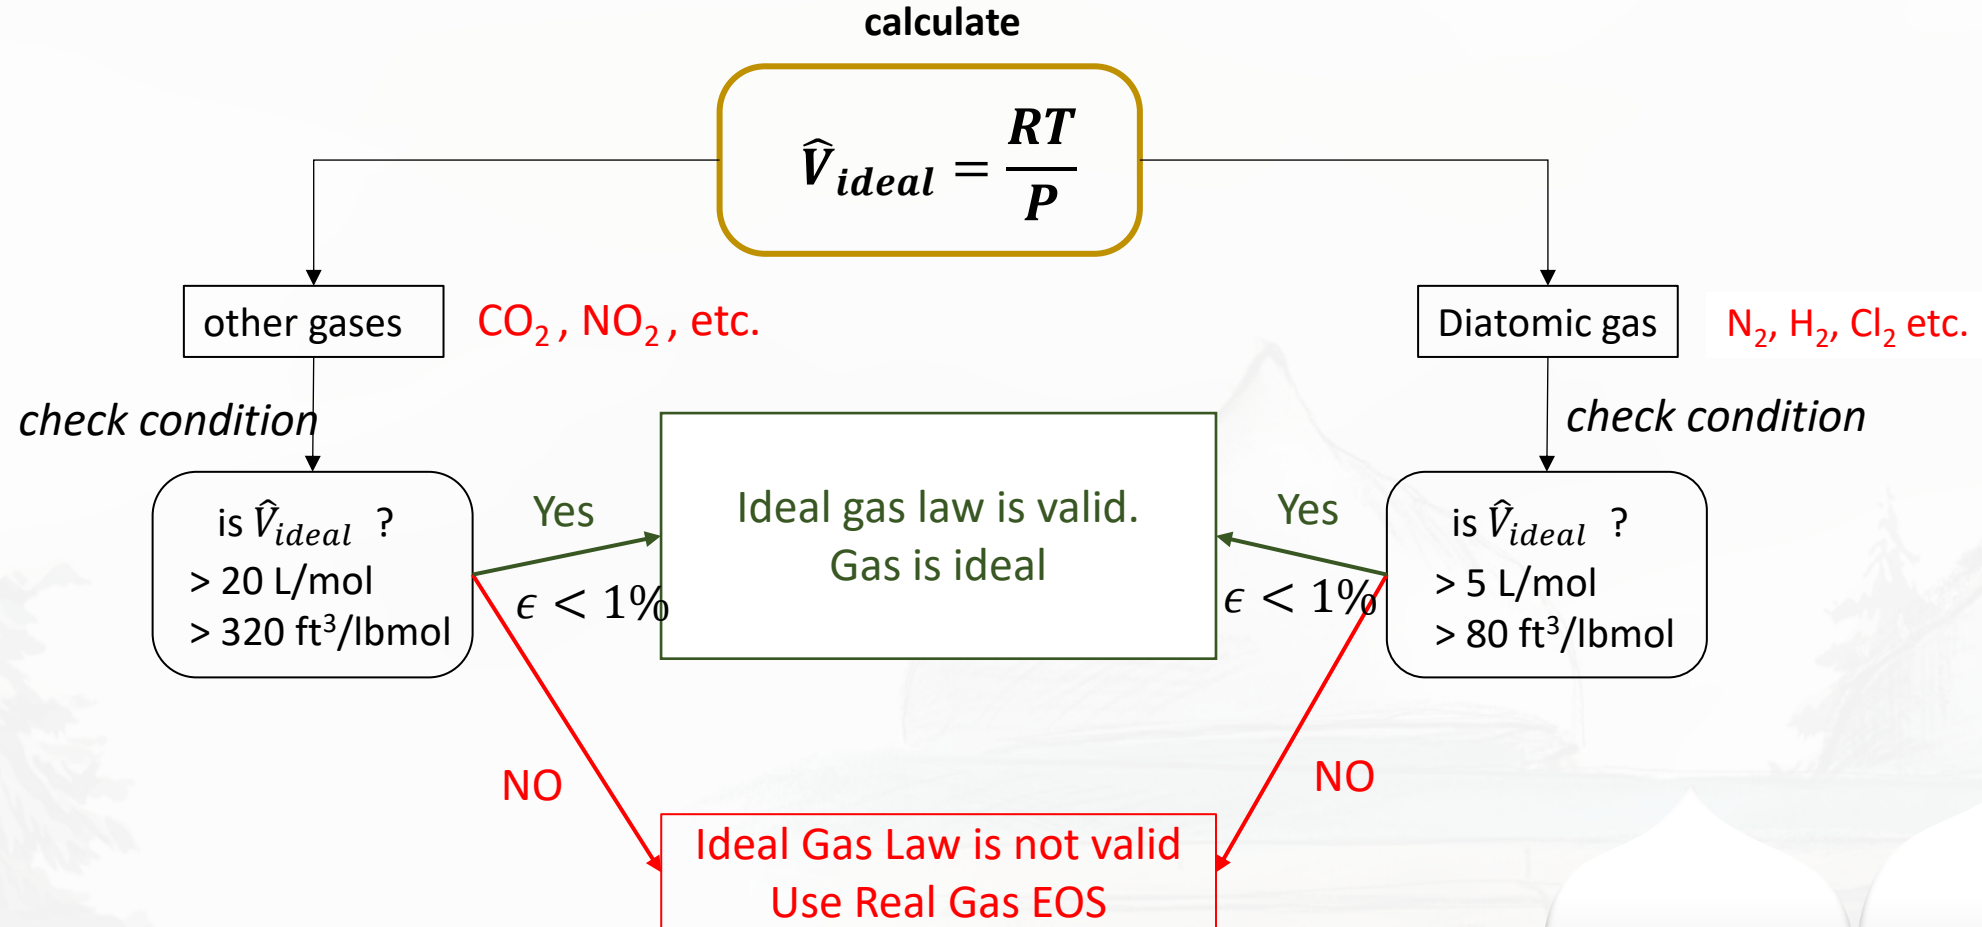 calculate
V̂ideal = RT/P
other gases
CO₂ , NO₂ , etc.
Diatomic gas
N₂, H₂, Cl₂ etc.
check condition
check condition
is V̂ideal ?
> 20 L/mol
> 320 ft³/lbmol
Yes
ϵ < 1%
Ideal gas law is valid.
Gas is ideal
Yes
ϵ < 1%
is V̂ideal ?
> 5 L/mol
> 80 ft³/lbmol
NO
NO
Ideal Gas Law is not valid
Use Real Gas EOS